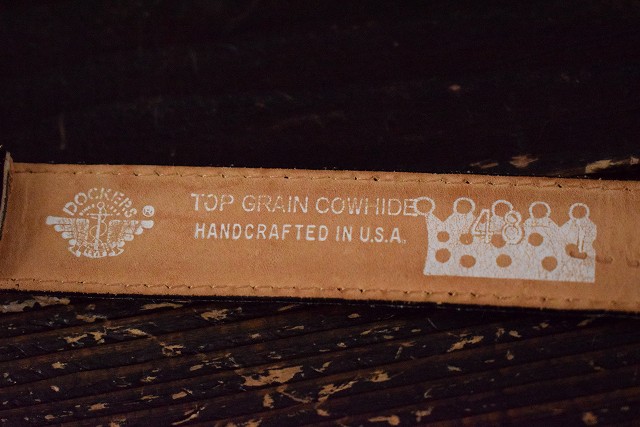 DOCKERS
®
TOP GRAIN COWHIDE
HANDCRAFTED IN U.S.A.
48